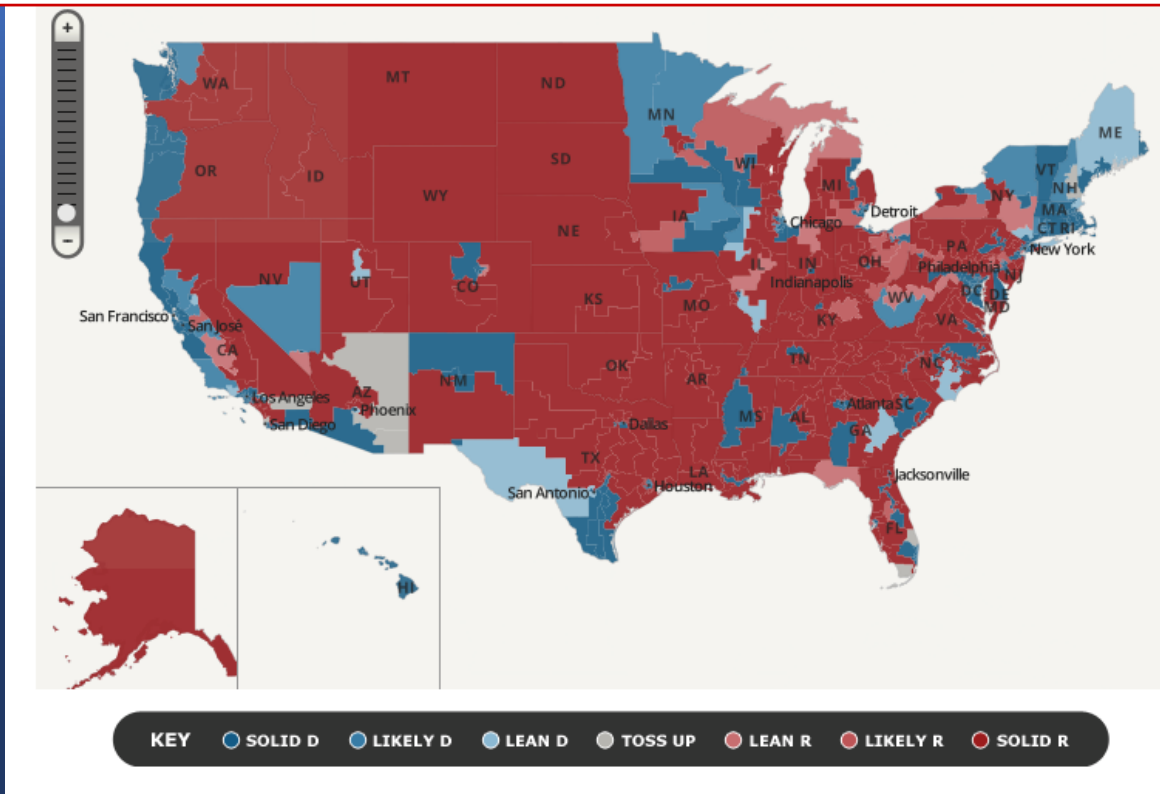 +
−
WA
MT
ND
MN
ME
OR
ID
SD
WI
MI
VT
NH
NY
MA
CT RI
WY
IA
Chicago
Detroit
New York
NE
PA
NV
UT
CO
IL
IN
OH
Philadelphia
NJ
Indianapolis
DC
DE
MD
San Francisco
San José
KS
MO
WV
KY
VA
CA
OK
TN
NC
AZ
NM
AR
Los Angeles
Phoenix
MS
AL
Atlanta
SC
San Diego
Dallas
GA
TX
LA
San Antonio
Houston
Jacksonville
FL
HI
KEY SOLID D LIKELY D LEAN D TOSS UP LEAN R LIKELY R SOLID R